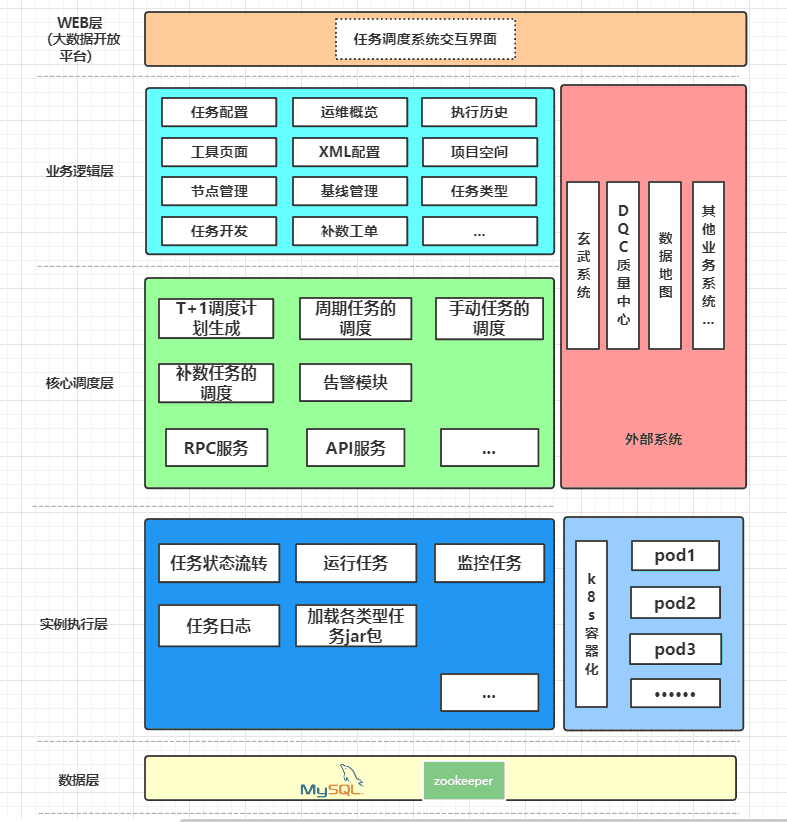 WEB层
（大数据开放
平台）
任务调度系统交互界面
业务逻辑层
任务配置
运维概览
执行历史
工具页面
XML配置
项目空间
节点管理
基线管理
任务类型
任务开发
补数工单
...
玄武系统
DQC质量中心
数据地图
其他业务系统...
外部系统
核心调度层
T+1调度计
划生成
周期任务的
调度
手动任务的
调度
补数任务的
调度
告警模块
RPC服务
API服务
...
实例执行层
任务状态流转
运行任务
监控任务
任务日志
加载各类型任
务jar包
...
k8s容器化
pod1
pod2
pod3
......
数据层
MySQL
zookeeper